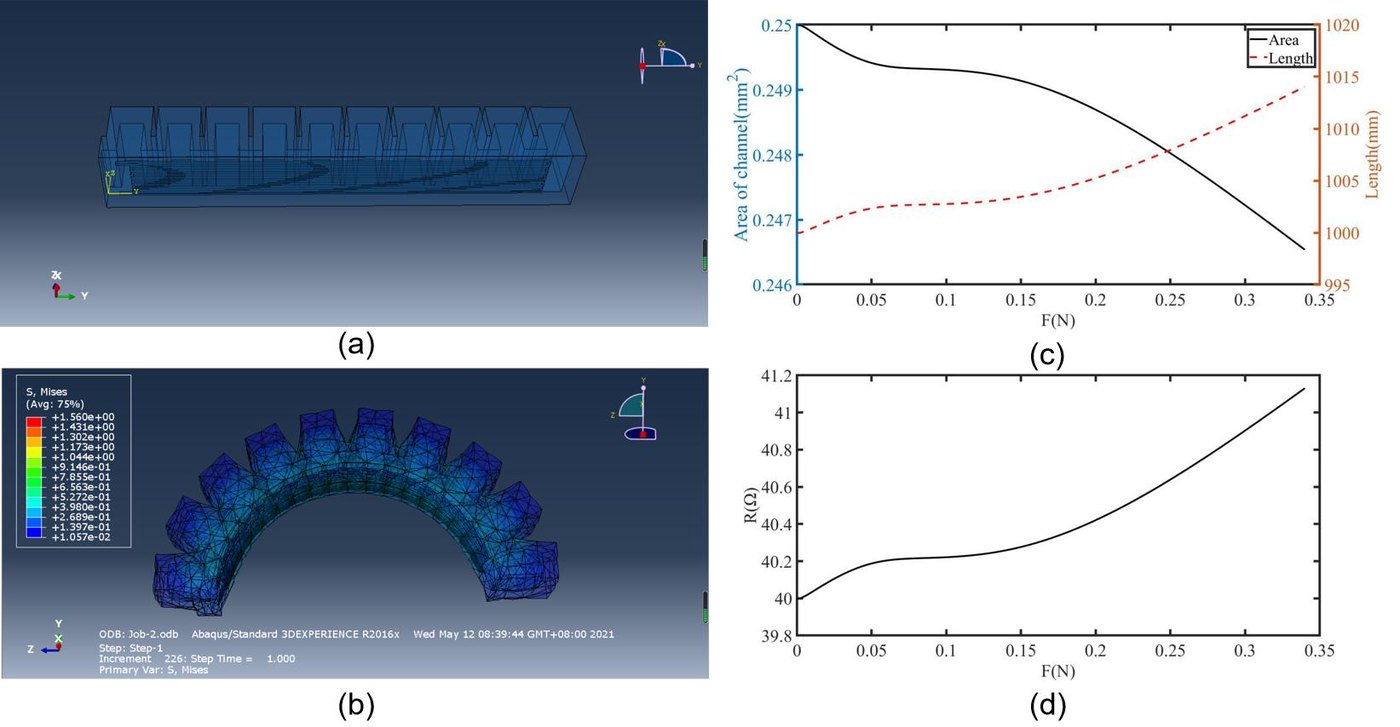 ZX
Y
XZ
Y
ZX
Y
(a)
S, Mises
(Avg: 75%)
+1.560e+00
+1.431e+00
+1.302e+00
+1.173e+00
+1.044e+00
+9.146e-01
+7.855e-01
+6.563e-01
+5.272e-01
+3.980e-01
+2.689e-01
+1.397e-01
+1.057e-02
Y
Z
Y
X
Z
ODB: Job-2.odb Abaqus/Standard 3DEXPERIENCE R2016x Wed May 12 08:39:44 GMT+08:00 2021
Step: Step-1
Increment 226: Step Time = 1.000
Primary Var: S, Mises
(b)
Area of channel(mm2)
0.25
0.249
0.248
0.247
0.246
Area
Length
1020
1015
1010
1005
1000
995
Length(mm)
0 0.05 0.1 0.15 0.2 0.25 0.3 0.35
F(N)
(c)
R(Ω)
41.2
41
40.8
40.6
40.4
40.2
40
39.8
0 0.05 0.1 0.15 0.2 0.25 0.3 0.35
F(N)
(d)